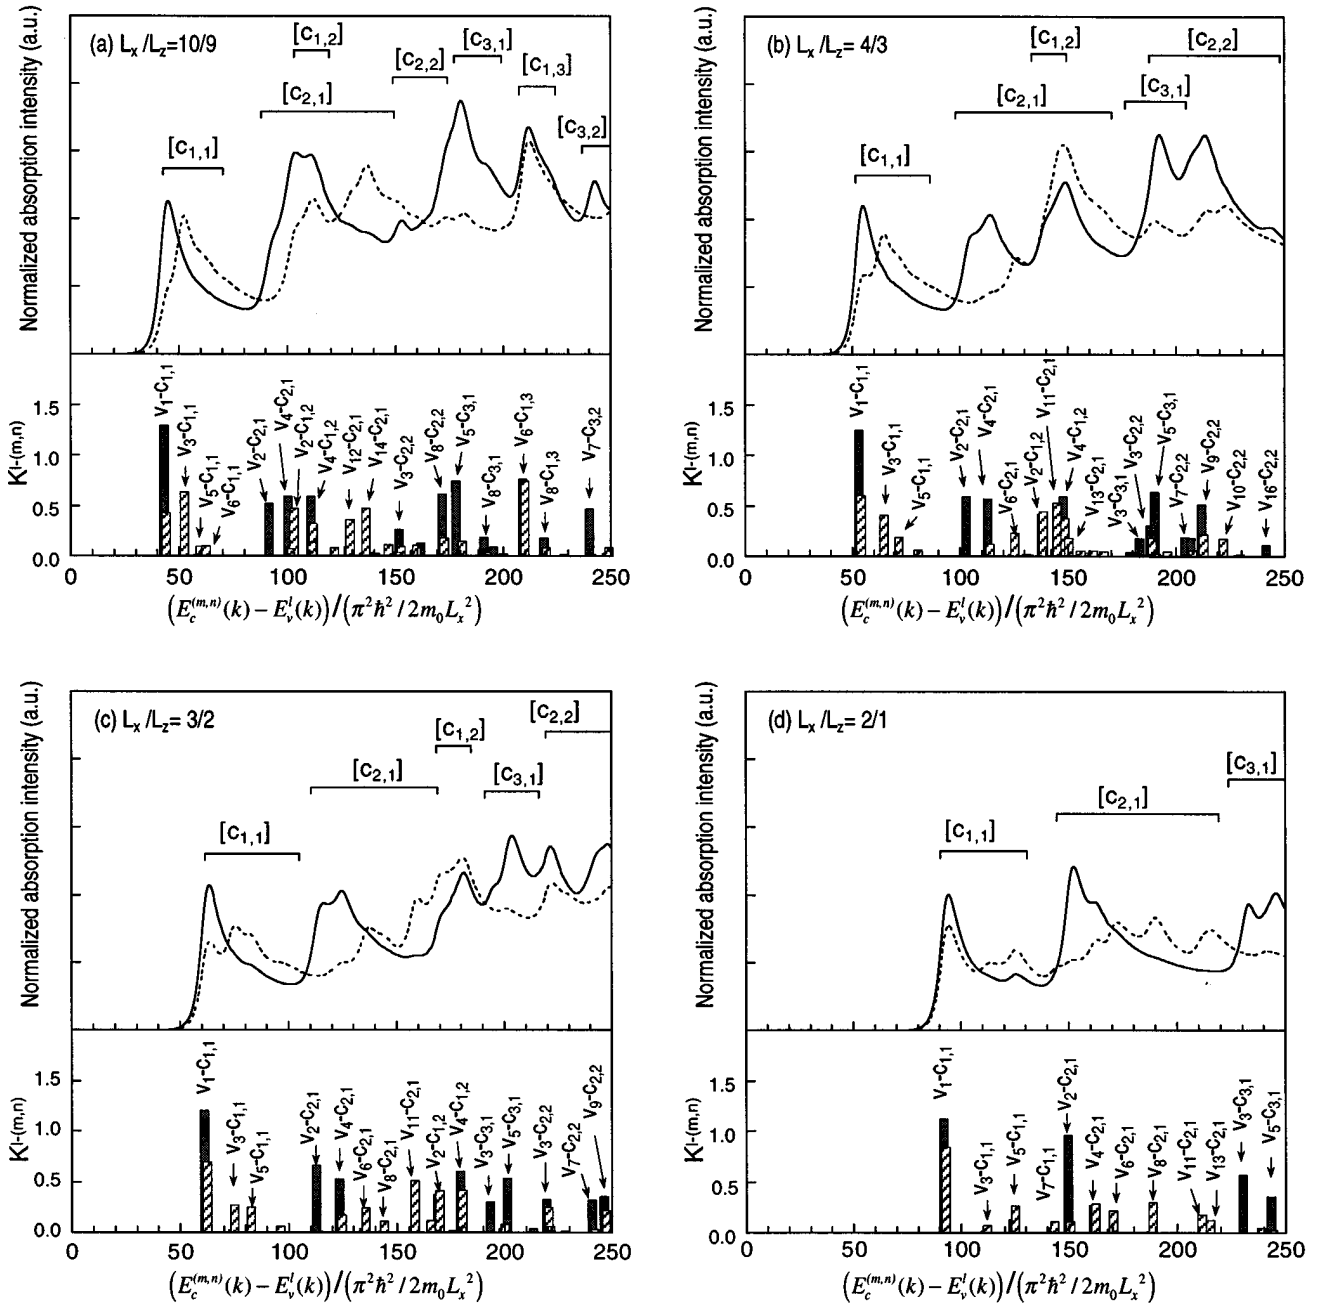 (a) Lx /Lz=10/9
[c1,1]
[c2,1]
[c1,2]
[c2,2]
[c3,1]
[c1,3]
[c3,2]
Normalized absorption intensity (a.u.)
V1-C1,1
V3-C1,1
V5-C1,1
V6-C1,1
V2-C2,1
V4-C2,1
V2-C1,2
V4-C1,2
V12-C2,1
V14-C2,1
V3-C2,2
V8-C2,2
V5-C3,1
V8-C3,1
V6-C1,3
V8-C1,3
V7-C3,2
Kl-(m,n)
1.5
1.0
0.5
0.0
0 50 100 150 200 250
(Ec(m,n)(k) − Evl(k))/(π²ħ²/2m0Lx²)
(b) Lx /Lz= 4/3
[c1,1]
[c2,1]
[c1,2]
[c3,1]
[c2,2]
Normalized absorption intensity (a.u.)
V1-C1,1
V3-C1,1
V5-C1,1
V2-C2,1
V4-C2,1
V6-C2,1
V2-C1,2
V11-C2,1
V4-C1,2
V13-C2,1
V3-C3,1
V3-C2,2
V5-C3,1
V7-C2,2
V9-C2,2
V10-C2,2
V16-C2,2
Kl-(m,n)
1.5
1.0
0.5
0.0
0 50 100 150 200 250
(Ec(m,n)(k) − Evl(k))/(π²ħ²/2m0Lx²)
(c) Lx /Lz= 3/2
[c1,1]
[c2,1]
[c1,2]
[c3,1]
[c2,2]
Normalized absorption intensity (a.u.)
V1-C1,1
V3-C1,1
V5-C1,1
V2-C2,1
V4-C2,1
V6-C2,1
V8-C2,1
V11-C2,1
V2-C1,2
V4-C1,2
V3-C3,1
V5-C3,1
V3-C2,2
V7-C2,2
V9-C2,2
Kl-(m,n)
1.5
1.0
0.5
0.0
0 50 100 150 200 250
(Ec(m,n)(k) − Evl(k))/(π²ħ²/2m0Lx²)
(d) Lx /Lz= 2/1
[c1,1]
[c2,1]
[c3,1]
Normalized absorption intensity (a.u.)
V1-C1,1
V3-C1,1
V5-C1,1
V7-C1,1
V2-C2,1
V4-C2,1
V6-C2,1
V8-C2,1
V11-C2,1
V13-C2,1
V3-C3,1
V5-C3,1
Kl-(m,n)
1.5
1.0
0.5
0.0
0 50 100 150 200 250
(Ec(m,n)(k) − Evl(k))/(π²ħ²/2m0Lx²)